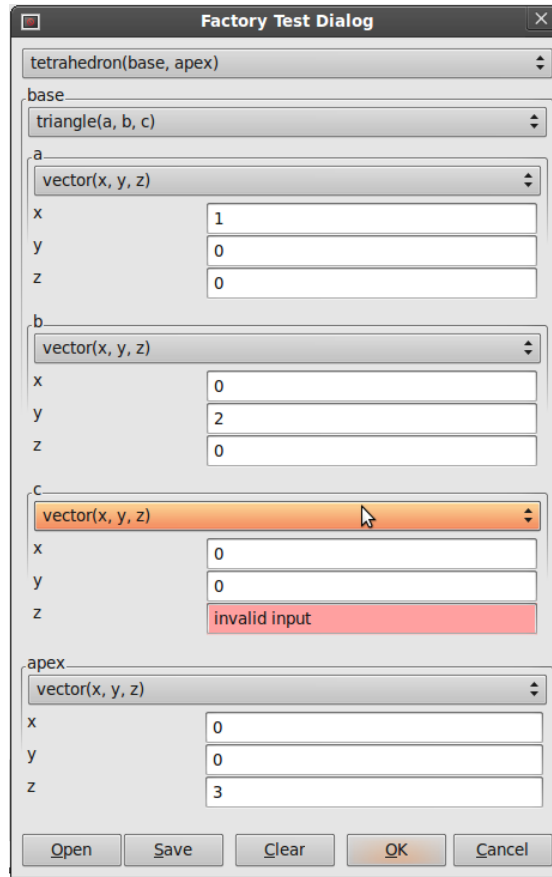 Factory Test Dialog
tetrahedron(base, apex)
base
triangle(a, b, c)
a
vector(x, y, z)
x 1
y 0
z 0
b
vector(x, y, z)
x 0
y 2
z 0
c
vector(x, y, z)
x 0
y 0
z invalid input
apex
vector(x, y, z)
x 0
y 0
z 3
Open Save Clear OK Cancel